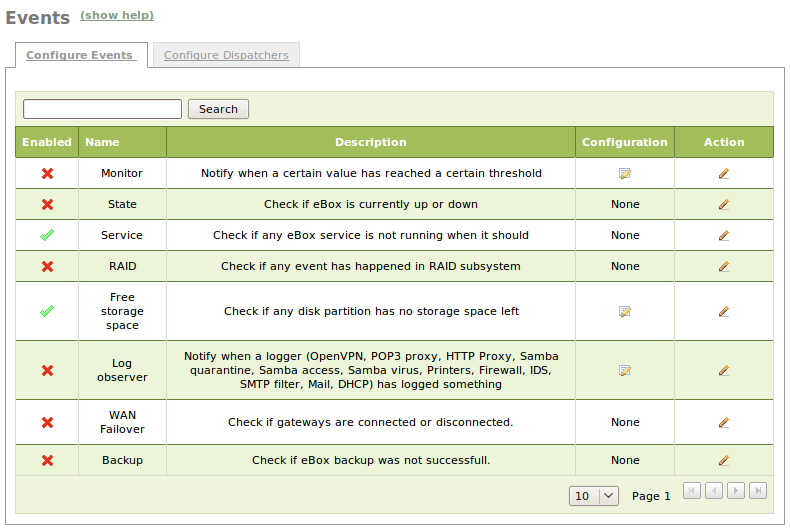 Events (show help)
Configure Events Configure Dispatchers
Search
Enabled Name Description Configuration Action
Monitor Notify when a certain value has reached a certain threshold
State Check if eBox is currently up or down None
Service Check if any eBox service is not running when it should None
RAID Check if any event has happened in RAID subsystem None
Free
storage
space
Check if any disk partition has no storage space left
Log
observer
Notify when a logger (OpenVPN, POP3 proxy, HTTP Proxy, Samba
quarantine, Samba access, Samba virus, Printers, Firewall, IDS,
SMTP filter, Mail, DHCP) has logged something
WAN
Failover
Check if gateways are connected or disconnected. None
Backup Check if eBox backup was not successfull. None
10 Page 1